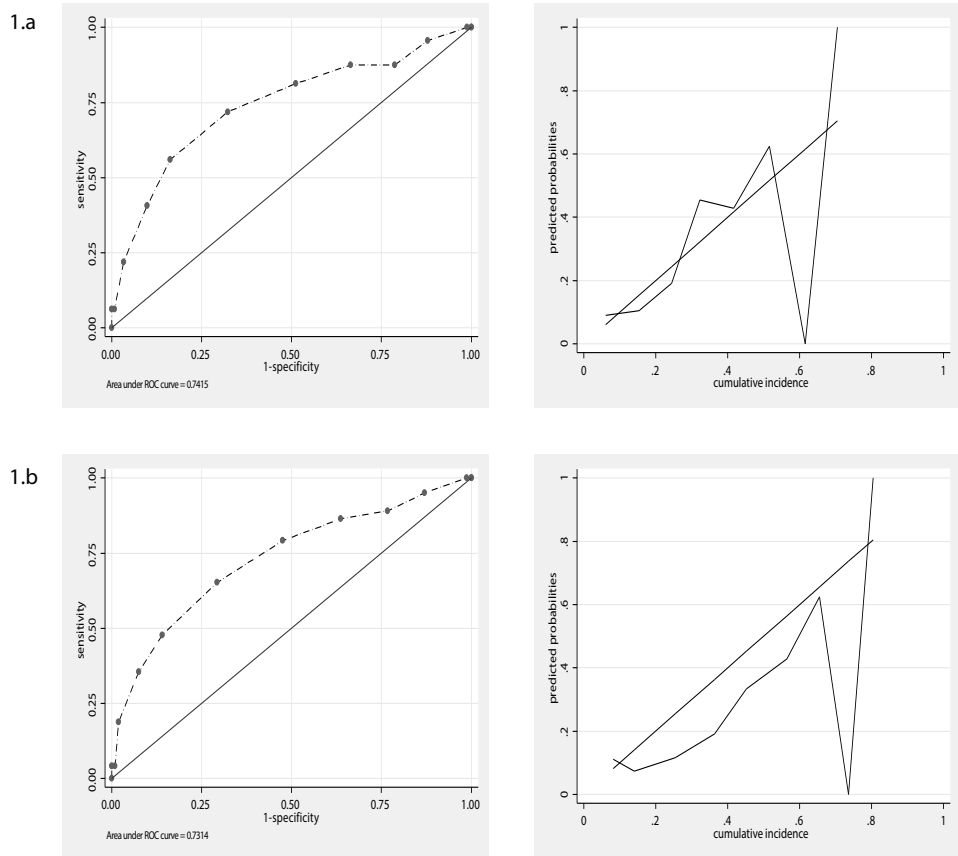 1.a
sensitivity
1.00
0.75
0.50
0.25
0.00
0.00 0.25 0.50 0.75 1.00
1-specificity
Area under ROC curve = 0.7415
predicted probabilities
1
.8
.6
.4
.2
0
0 .2 .4 .6 .8 1
cumulative incidence
1.b
sensitivity
1.00
0.75
0.50
0.25
0.00
0.00 0.25 0.50 0.75 1.00
1-specificity
Area under ROC curve = 0.7314
predicted probabilities
1
.8
.6
.4
.2
0
0 .2 .4 .6 .8 1
cumulative incidence